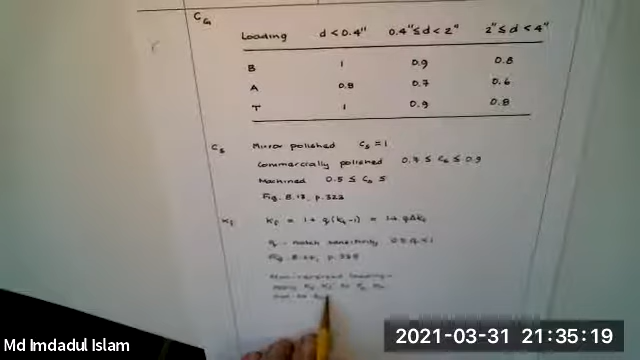 C_G
Loading d < 0.4" 0.4" ≤ d < 2" 2" ≤ d < 4"
B 1 0.9 0.8
A 0.8 0.7 0.6
T 1 0.9 0.8
C_s Mirror polished C_s = 1
Commercially polished 0.7 ≤ C_s ≤ 0.9
Machined 0.5 ≤ C_s ≤
Fig. 8.13, p. 323
K_f K_f = 1 + q(K_t - 1) = 1 + qΔK_t
q - notch sensitivity 0 ≤ q < 1
Fig. 8.24, p.
loading -
Md Imdadul Islam
2021-03-31 21:35:19